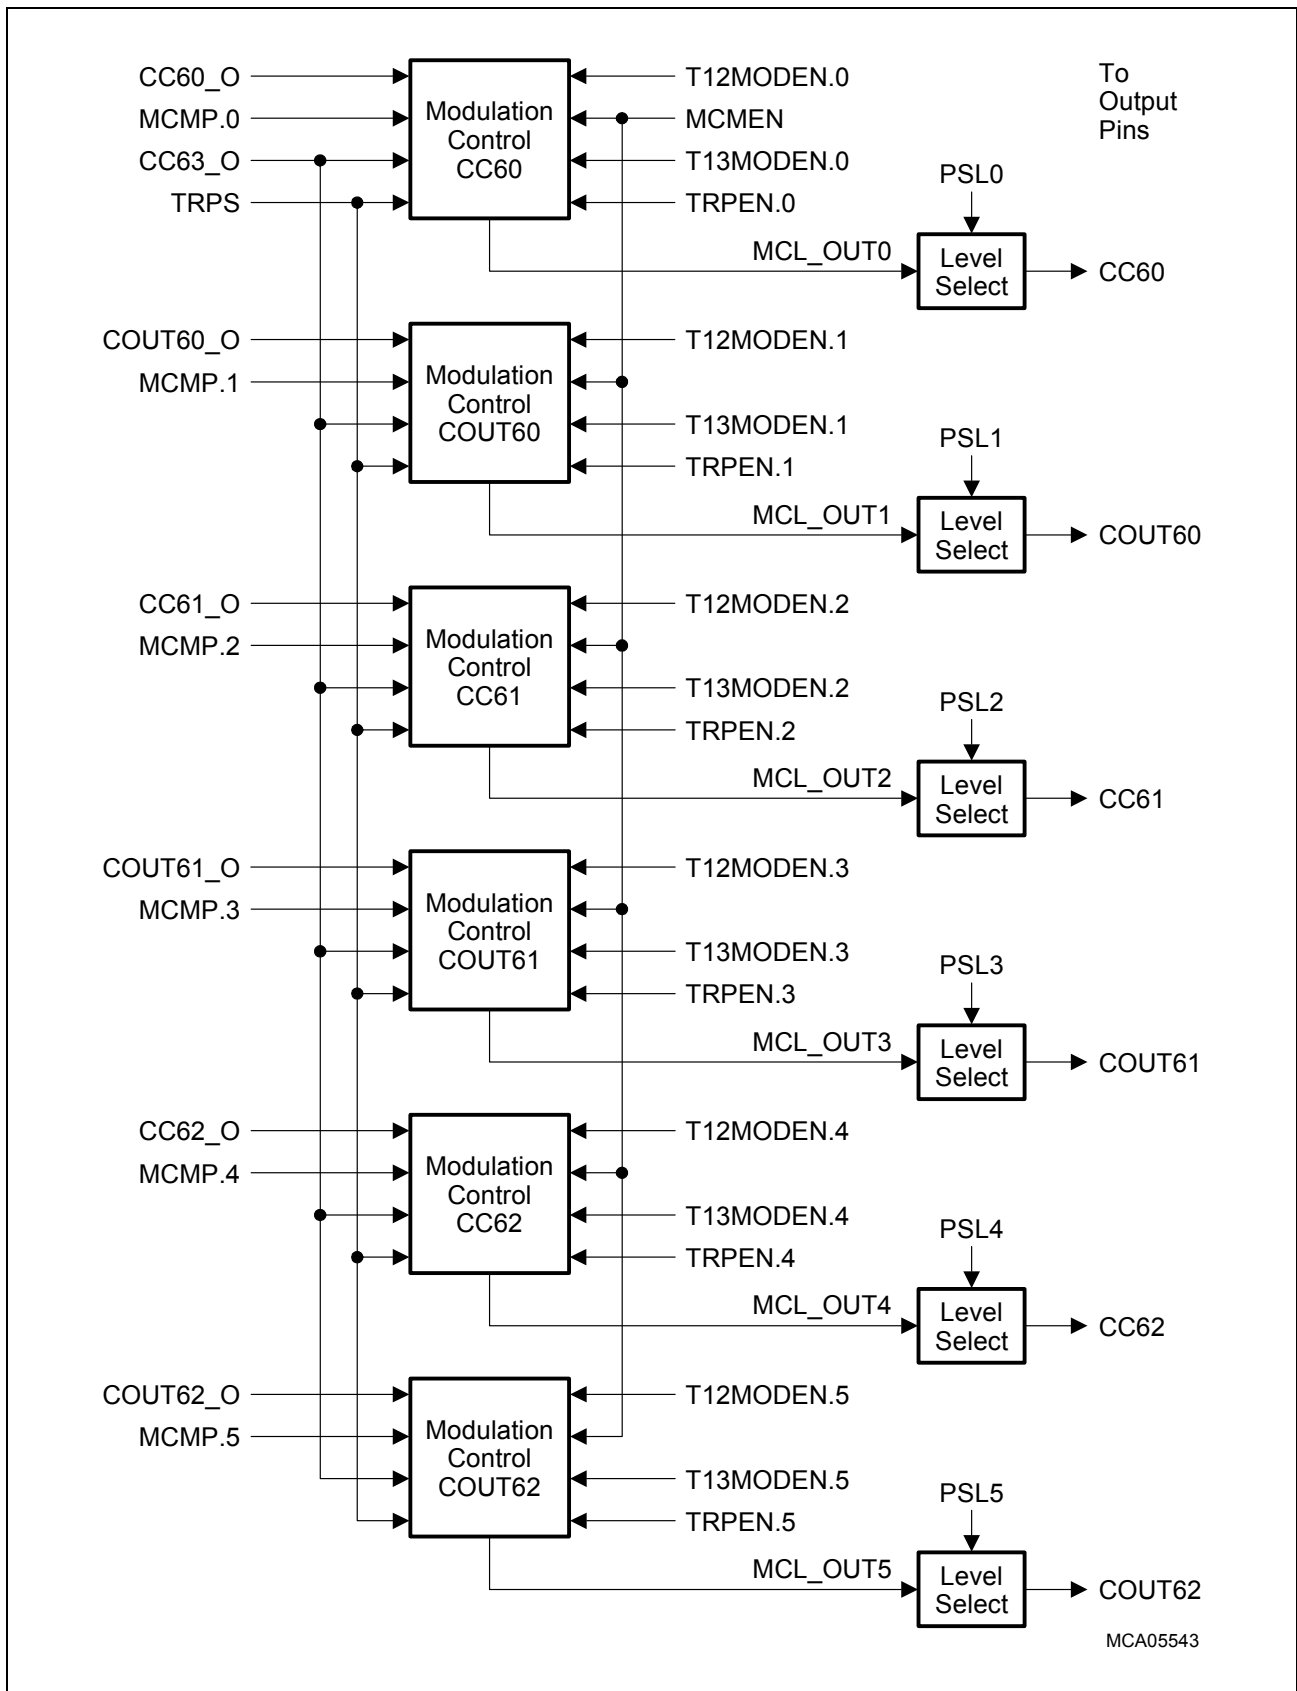 CC60_O
MCMP.0
CC63_O
TRPS
Modulation
Control
CC60
T12MODEN.0
MCMEN
T13MODEN.0
TRPEN.0
To
Output
Pins
PSL0
MCL_OUT0
Level
Select
CC60
COUT60_O
MCMP.1
Modulation
Control
COUT60
T12MODEN.1
T13MODEN.1
TRPEN.1
PSL1
MCL_OUT1
Level
Select
COUT60
CC61_O
MCMP.2
Modulation
Control
CC61
T12MODEN.2
T13MODEN.2
TRPEN.2
PSL2
MCL_OUT2
Level
Select
CC61
COUT61_O
MCMP.3
Modulation
Control
COUT61
T12MODEN.3
T13MODEN.3
TRPEN.3
PSL3
MCL_OUT3
Level
Select
COUT61
CC62_O
MCMP.4
Modulation
Control
CC62
T12MODEN.4
T13MODEN.4
TRPEN.4
PSL4
MCL_OUT4
Level
Select
CC62
COUT62_O
MCMP.5
Modulation
Control
COUT62
T12MODEN.5
T13MODEN.5
TRPEN.5
PSL5
MCL_OUT5
Level
Select
COUT62
MCA05543